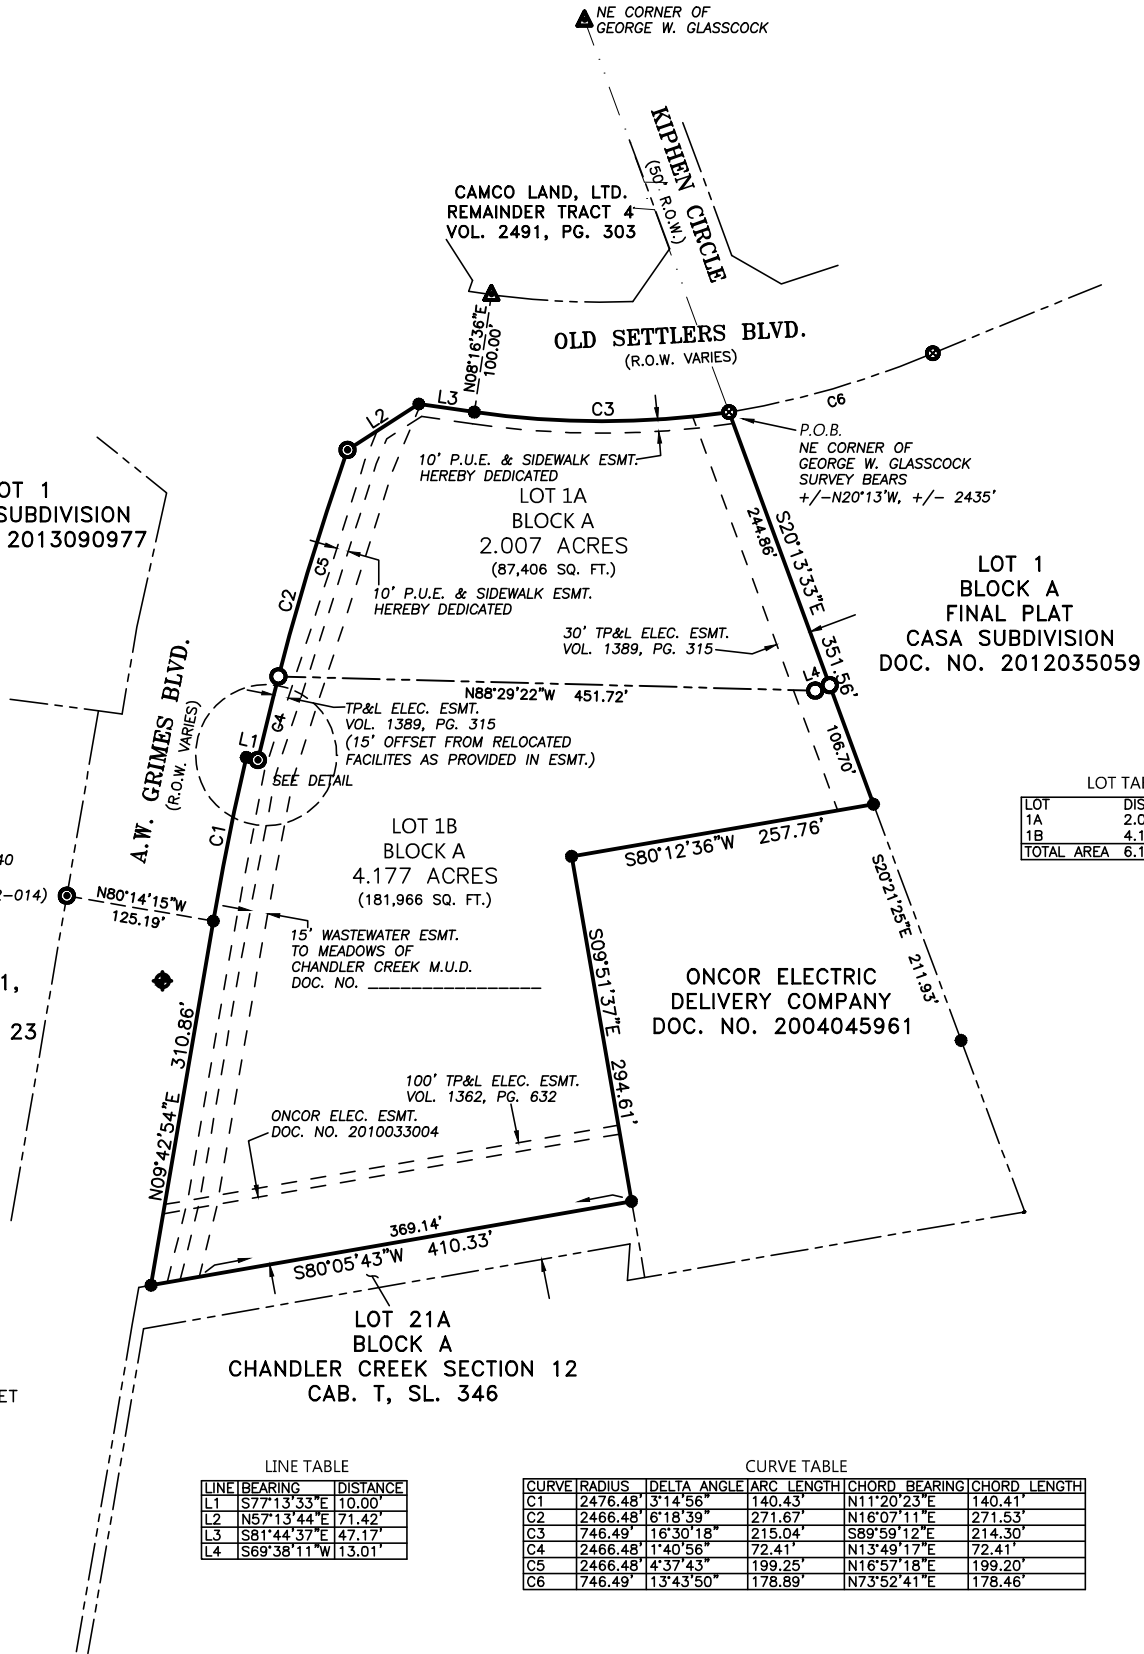 NE CORNER OF
GEORGE W. GLASSCOCK
KIPHEN CIRCLE
(50' R.O.W.)
CAMCO LAND, LTD.
REMAINDER TRACT 4
VOL. 2491, PG. 303
N08°16'36"E
100.00'
OLD SETTLERS BLVD.
(R.O.W. VARIES)
L3
L2
C3
C6
P.O.B.
NE CORNER OF
GEORGE W. GLASSCOCK
SURVEY BEARS
+/-N20°13'W, +/- 2435'
10' P.U.E. & SIDEWALK ESMT.
HEREBY DEDICATED
LOT 1A
BLOCK A
2.007 ACRES
(87,406 SQ. FT.)
OT 1
SUBDIVISION
2013090977
S20°13'33"E 351.56'
244.86'
C5
C2
10' P.U.E. & SIDEWALK ESMT.
HEREBY DEDICATED
LOT 1
BLOCK A
FINAL PLAT
CASA SUBDIVISION
DOC. NO. 2012035059
30' TP&L ELEC. ESMT.
VOL. 1389, PG. 315
L4
N88°29'22"W 451.72'
A.W. GRIMES BLVD.
(R.O.W. VARIES)
C4
TP&L ELEC. ESMT.
VOL. 1389, PG. 315
(15' OFFSET FROM RELOCATED
FACILITES AS PROVIDED IN ESMT.)
L1
SEE DETAIL
106.70'
LOT TA
LOT DIS
1A 2.0
1B 4.1
TOTAL AREA 6.1
C1
LOT 1B
BLOCK A
4.177 ACRES
(181,966 SQ. FT.)
S80°12'36"W 257.76'
40
2-014)
N80°14'15"W
125.19'
S20°21'25"E 211.93'
15' WASTEWATER ESMT.
TO MEADOWS OF
CHANDLER CREEK M.U.D.
DOC. NO. ________________
S09°51'37"E 294.61'
ONCOR ELECTRIC
DELIVERY COMPANY
DOC. NO. 2004045961
1,
23
N09°42'54"E 310.86'
100' TP&L ELEC. ESMT.
VOL. 1362, PG. 632
ONCOR ELEC. ESMT.
DOC. NO. 2010033004
369.14'
S80°05'43"W 410.33'
LOT 21A
BLOCK A
CHANDLER CREEK SECTION 12
CAB. T, SL. 346
ET
LINE TABLE
LINE BEARING DISTANCE
L1 S77°13'33"E 10.00'
L2 N57°13'44"E 71.42'
L3 S81°44'37"E 47.17'
L4 S69°38'11"W 13.01'
CURVE TABLE
CURVE RADIUS DELTA ANGLE ARC LENGTH CHORD BEARING CHORD LENGTH
C1 2476.48' 3°14'56" 140.43' N11°20'23"E 140.41'
C2 2466.48' 6°18'39" 271.67' N16°07'11"E 271.53'
C3 746.49' 16°30'18" 215.04' S89°59'12"E 214.30'
C4 2466.48' 1°40'56" 72.41' N13°49'17"E 72.41'
C5 2466.48' 4°37'43" 199.25' N16°57'18"E 199.20'
C6 746.49' 13°43'50" 178.89' N73°52'41"E 178.46'